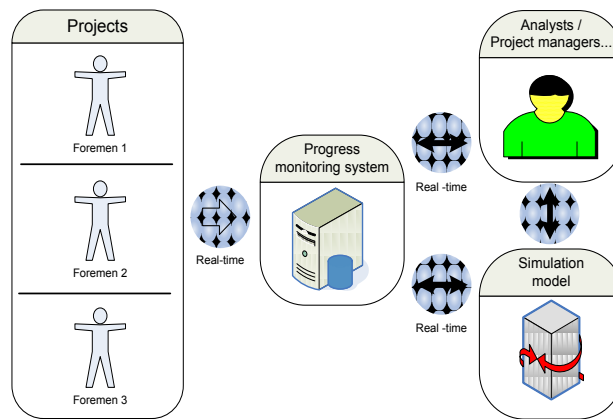 Projects
Foremen 1
Foremen 2
Foremen 3
Real-time
Progress
monitoring system
Real -time
Real -time
Analysts /
Project managers...
Simulation
model